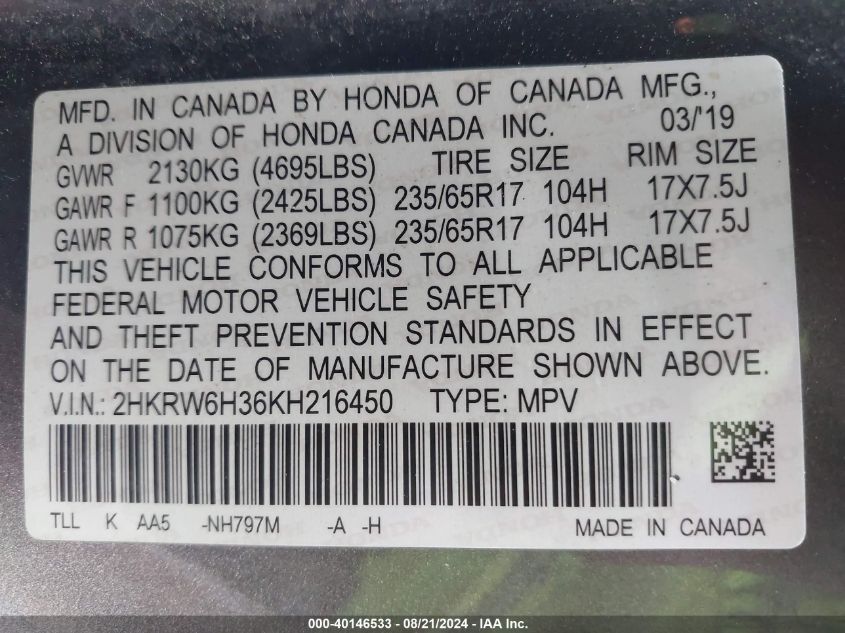 MFD. IN CANADA BY HONDA OF CANADA MFG.,
A DIVISION OF HONDA CANADA INC. 03/'19
GVWR 2130KG (4695LBS) TIRE SIZE RIM SIZE
GAWR F 1100KG (2425LBS) 235/65R17 104H 17X7.5J
GAWR R 1075KG (2369LBS) 235/65R17 104H 17X7.5J
THIS VEHICLE CONFORMS TO ALL APPLICABLE
FEDERAL MOTOR VEHICLE SAFETY
AND THEFT PREVENTION STANDARDS IN EFFECT
ON THE DATE OF MANUFACTURE SHOWN ABOVE.
V.I.N.: 2HKRW6H36KH216450 TYPE: MPV
TLL K AA5 -NH797M -A -H MADE IN CANADA
000-40146533 - 08/21/2024 - IAA Inc.